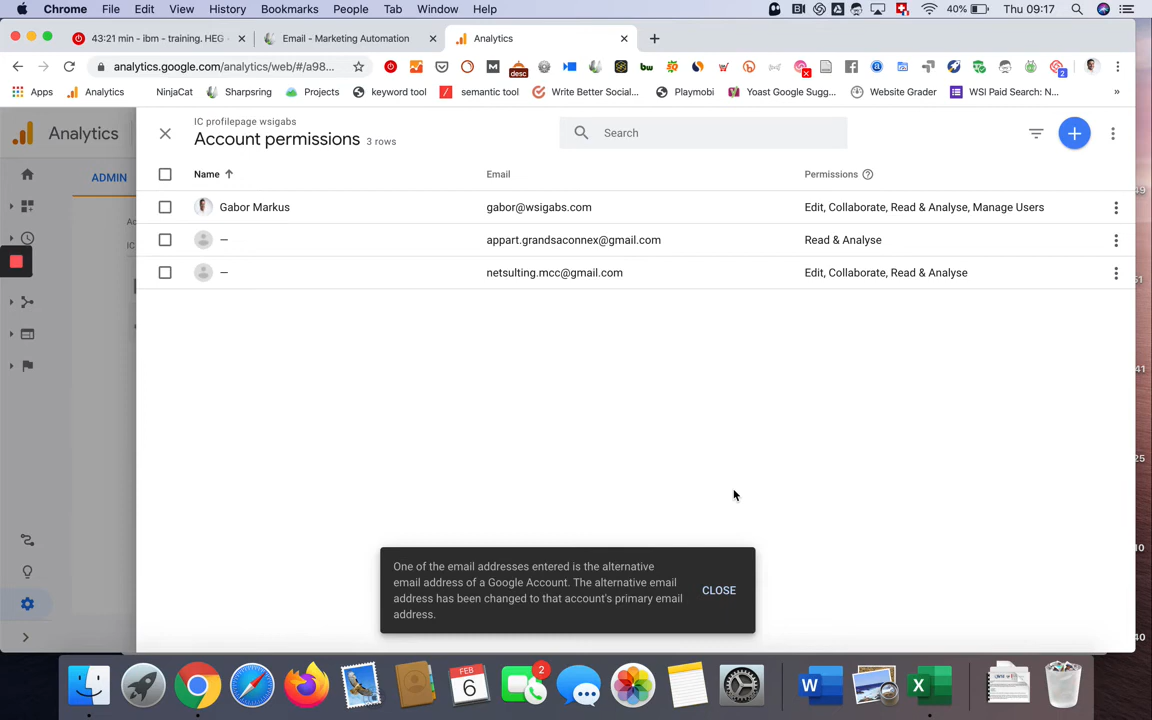 Chrome File Edit View History Bookmarks People Tab Window Help 40% Thu 09:17
43:21 min - ibm - training. HEG - Email - Marketing Automation Analytics
analytics.google.com/analytics/web/#/a98... desc bw 2
Apps Analytics NinjaCat Sharpsring Projects keyword tool semantic tool Write Better Social... Playmobi Yoast Google Sugg... Website Grader WSI Paid Search: N... »
Analytics
IC profilepage wsigabs
Account permissions 3 rows
Search
ADMIN
Name Email Permissions
Gabor Markus gabor@wsigabs.com Edit, Collaborate, Read & Analyse, Manage Users
– appart.grandsaconnex@gmail.com Read & Analyse
– netsulting.mcc@gmail.com Edit, Collaborate, Read & Analyse
One of the email addresses entered is the alternative
email address of a Google Account. The alternative email
address has been changed to that account's primary email
address.
CLOSE
FEB
6
2